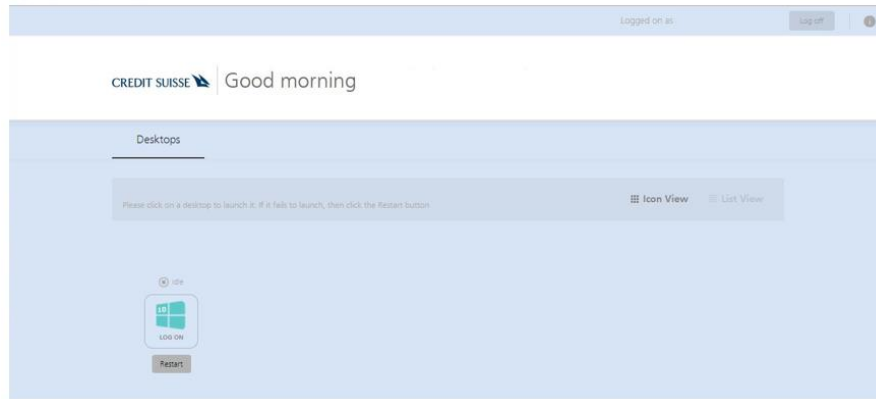 Logged on as
Log off
CREDIT SUISSE
Good morning
Desktops
Please click on a desktop to launch it. If it fails to launch, then click the Restart button
Icon View
List View
Idle
10
LOG ON
Restart